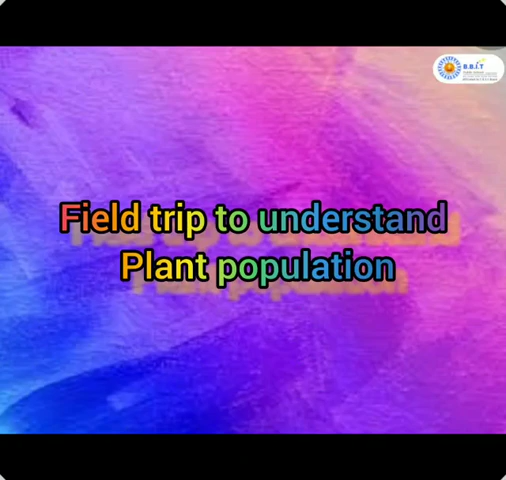 B.B.I.T
Field trip to understand
Plant population